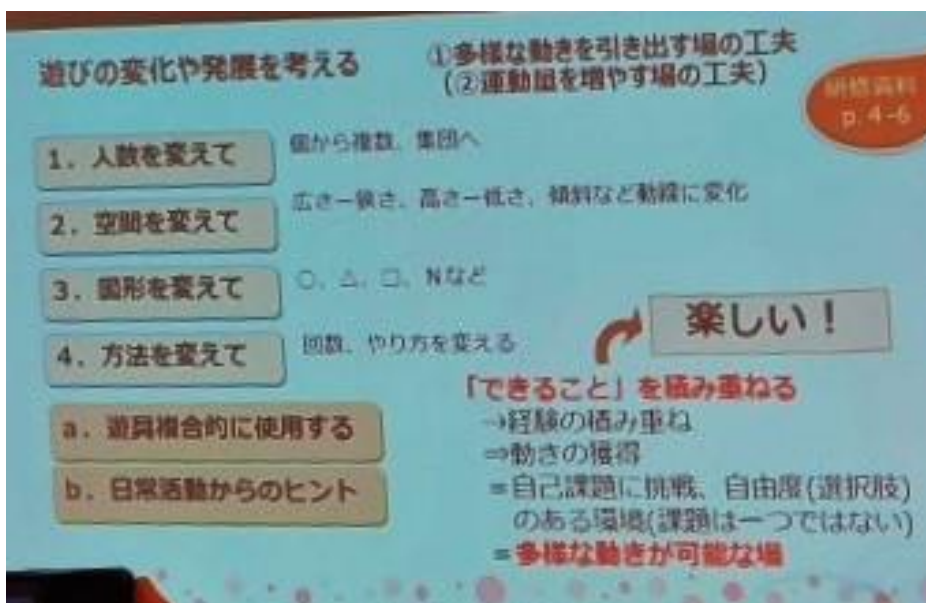 遊びの変化や発展を考える
①多様な動きを引き出す場の工夫
(②運動量を増やす場の工夫)
研修資料
p.4-6
1.人数を変えて
個から複数、集団へ
2.空間を変えて
広さー狭さ、高さー低さ、傾斜など動線に変化
3.図形を変えて
○、△、□、Nなど
4.方法を変えて
回数、やり方を変える
a.遊具複合的に使用する
b.日常活動からのヒント
楽しい!
「できること」を積み重ねる
→経験の積み重ね
⇒動きの獲得
=自己課題に挑戦、自由度(選択肢)
のある環境(課題は一つではない)
=多様な動きが可能な場